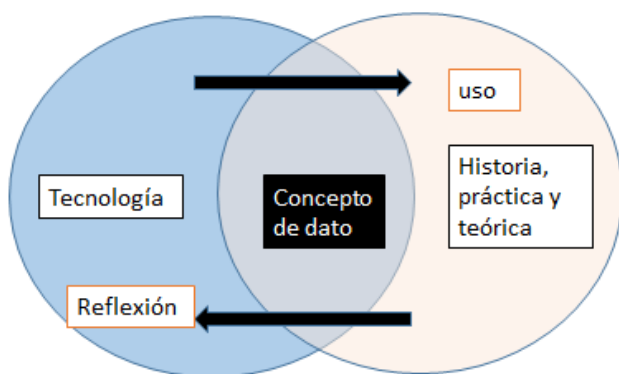 uso
Tecnología
Concepto
de dato
Historia,
práctica y
teórica
Reflexión